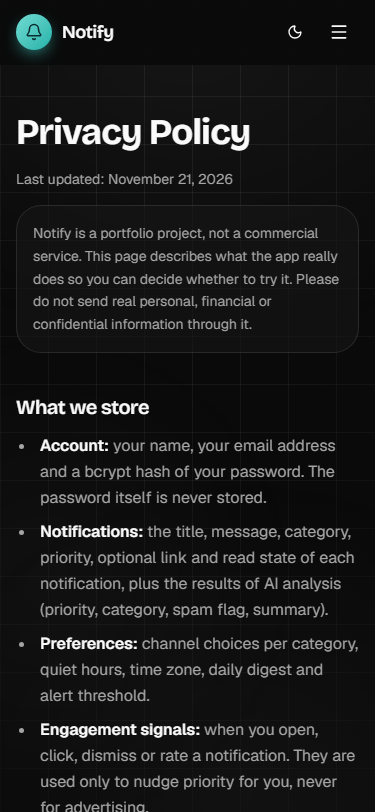 Notify
Privacy Policy
Last updated: November 21, 2026
Notify is a portfolio project, not a commercial
service. This page describes what the app really
does so you can decide whether to try it. Please
do not send real personal, financial or
confidential information through it.
What we store
• Account: your name, your email address
and a bcrypt hash of your password. The
password itself is never stored.
• Notifications: the title, message, category,
priority, optional link and read state of each
notification, plus the results of AI analysis
(priority, category, spam flag, summary).
• Preferences: channel choices per category,
quiet hours, time zone, daily digest and
alert threshold.
• Engagement signals: when you open,
click, dismiss or rate a notification. They are
used only to nudge priority for you, never
for advertising.